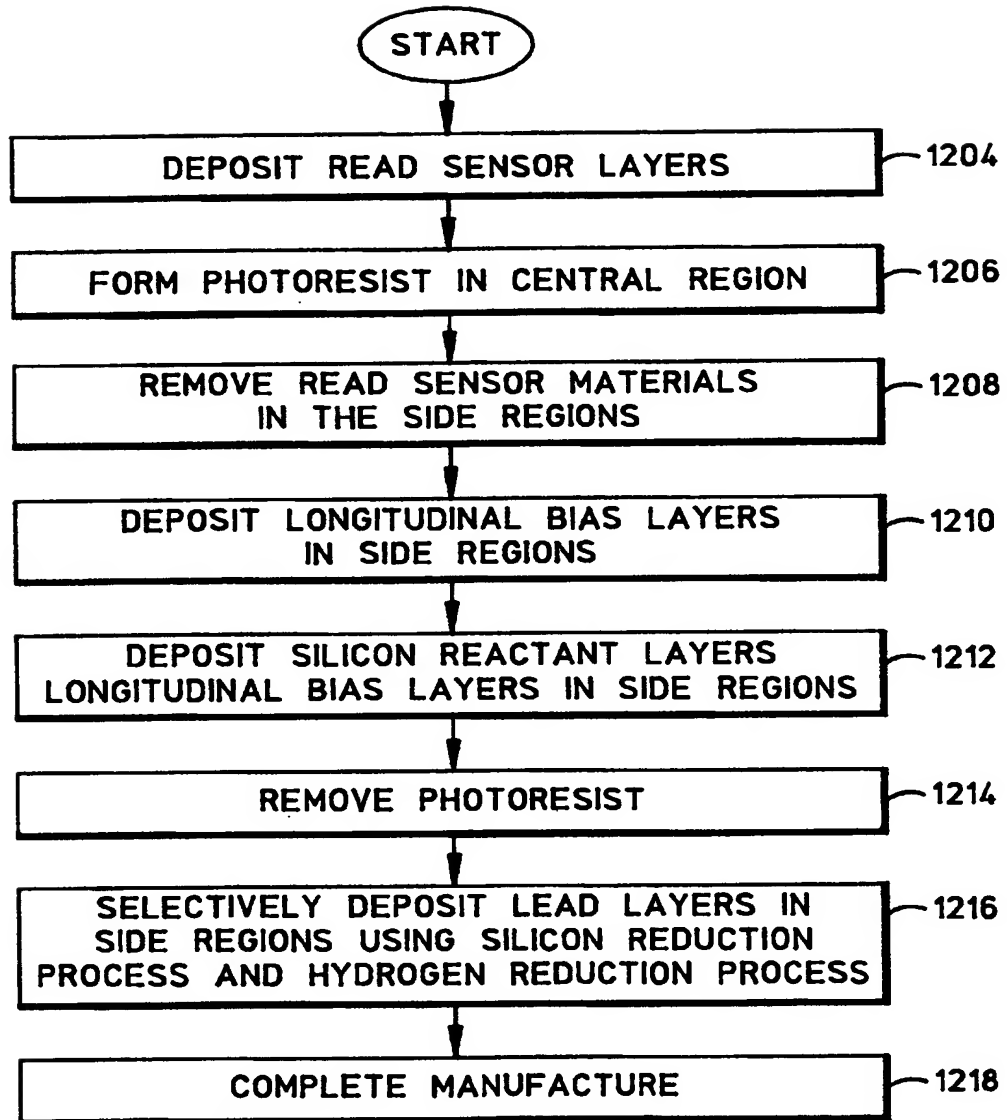 START
DEPOSIT READ SENSOR LAYERS
1204
FORM PHOTORESIST IN CENTRAL REGION
1206
REMOVE READ SENSOR MATERIALS
IN THE SIDE REGIONS
1208
DEPOSIT LONGITUDINAL BIAS LAYERS
IN SIDE REGIONS
1210
DEPOSIT SILICON REACTANT LAYERS
LONGITUDINAL BIAS LAYERS IN SIDE REGIONS
1212
REMOVE PHOTORESIST
1214
SELECTIVELY DEPOSIT LEAD LAYERS IN
SIDE REGIONS USING SILICON REDUCTION
PROCESS AND HYDROGEN REDUCTION PROCESS
1216
COMPLETE MANUFACTURE
1218